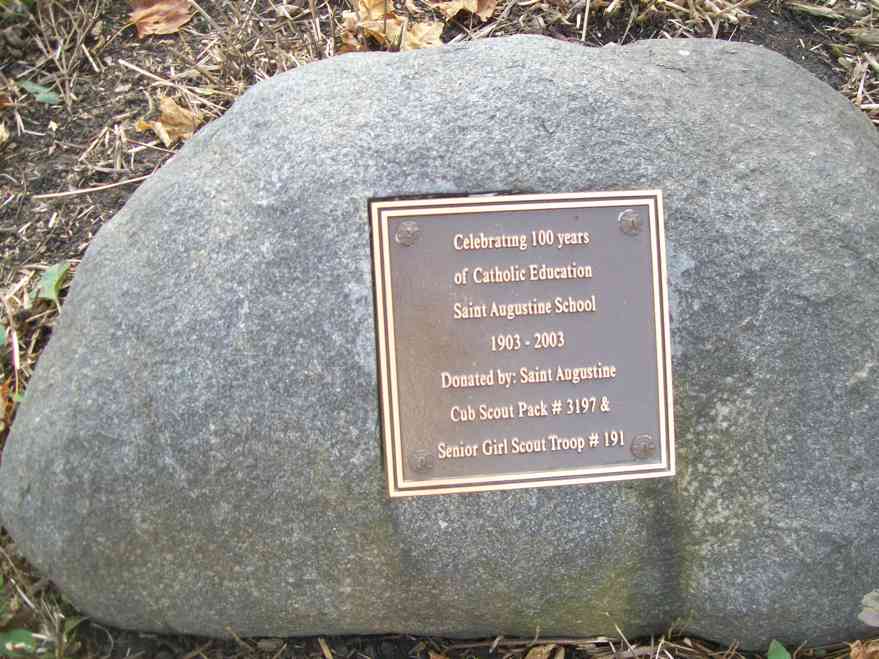 Celebrating 100 years
of Catholic Education
Saint Augustine School
1903 - 2003
Donated by: Saint Augustine
Cub Scout Pack # 3197 &
Senior Girl Scout Troop # 191